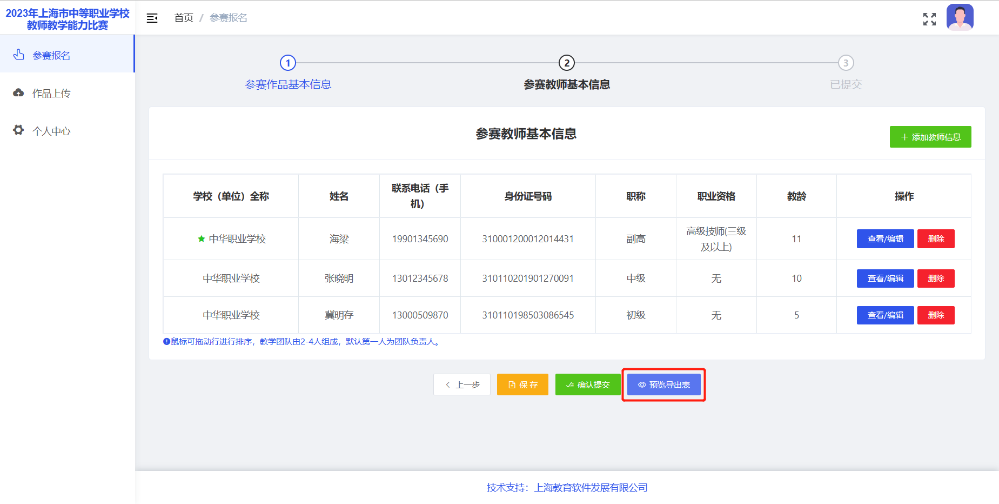 2023年上海市中等职业学校
教师教学能力比赛
首页 / 参赛报名
参赛报名
作品上传
个人中心
1
参赛作品基本信息
2
参赛教师基本信息
3
已提交
参赛教师基本信息
添加教师信息
学校（单位）全称 姓名 联系电话（手机） 身份证号码 职称 职业资格 教龄 操作
中华职业学校 海梁 19901345690 310001200012014431 副高 高级技师(三级及以上) 11 查看/编辑 删除
中华职业学校 张晓明 13012345678 310110201901270091 中级 无 10 查看/编辑 删除
中华职业学校 冀明存 13000509870 310110198503086545 初级 无 5 查看/编辑 删除
鼠标可拖动行进行排序，教学团队由2-4人组成，默认第一人为团队负责人。
上一步 保 存 确认提交 预览导出表
技术支持：上海教育软件发展有限公司